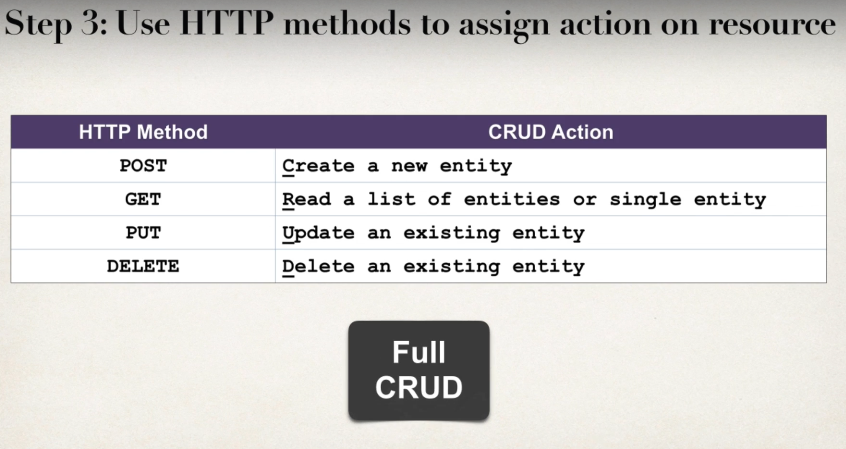 Step 3: Use HTTP methods to assign action on resource
HTTP Method CRUD Action
POST Create a new entity
GET Read a list of entities or single entity
PUT Update an existing entity
DELETE Delete an existing entity
Full
CRUD